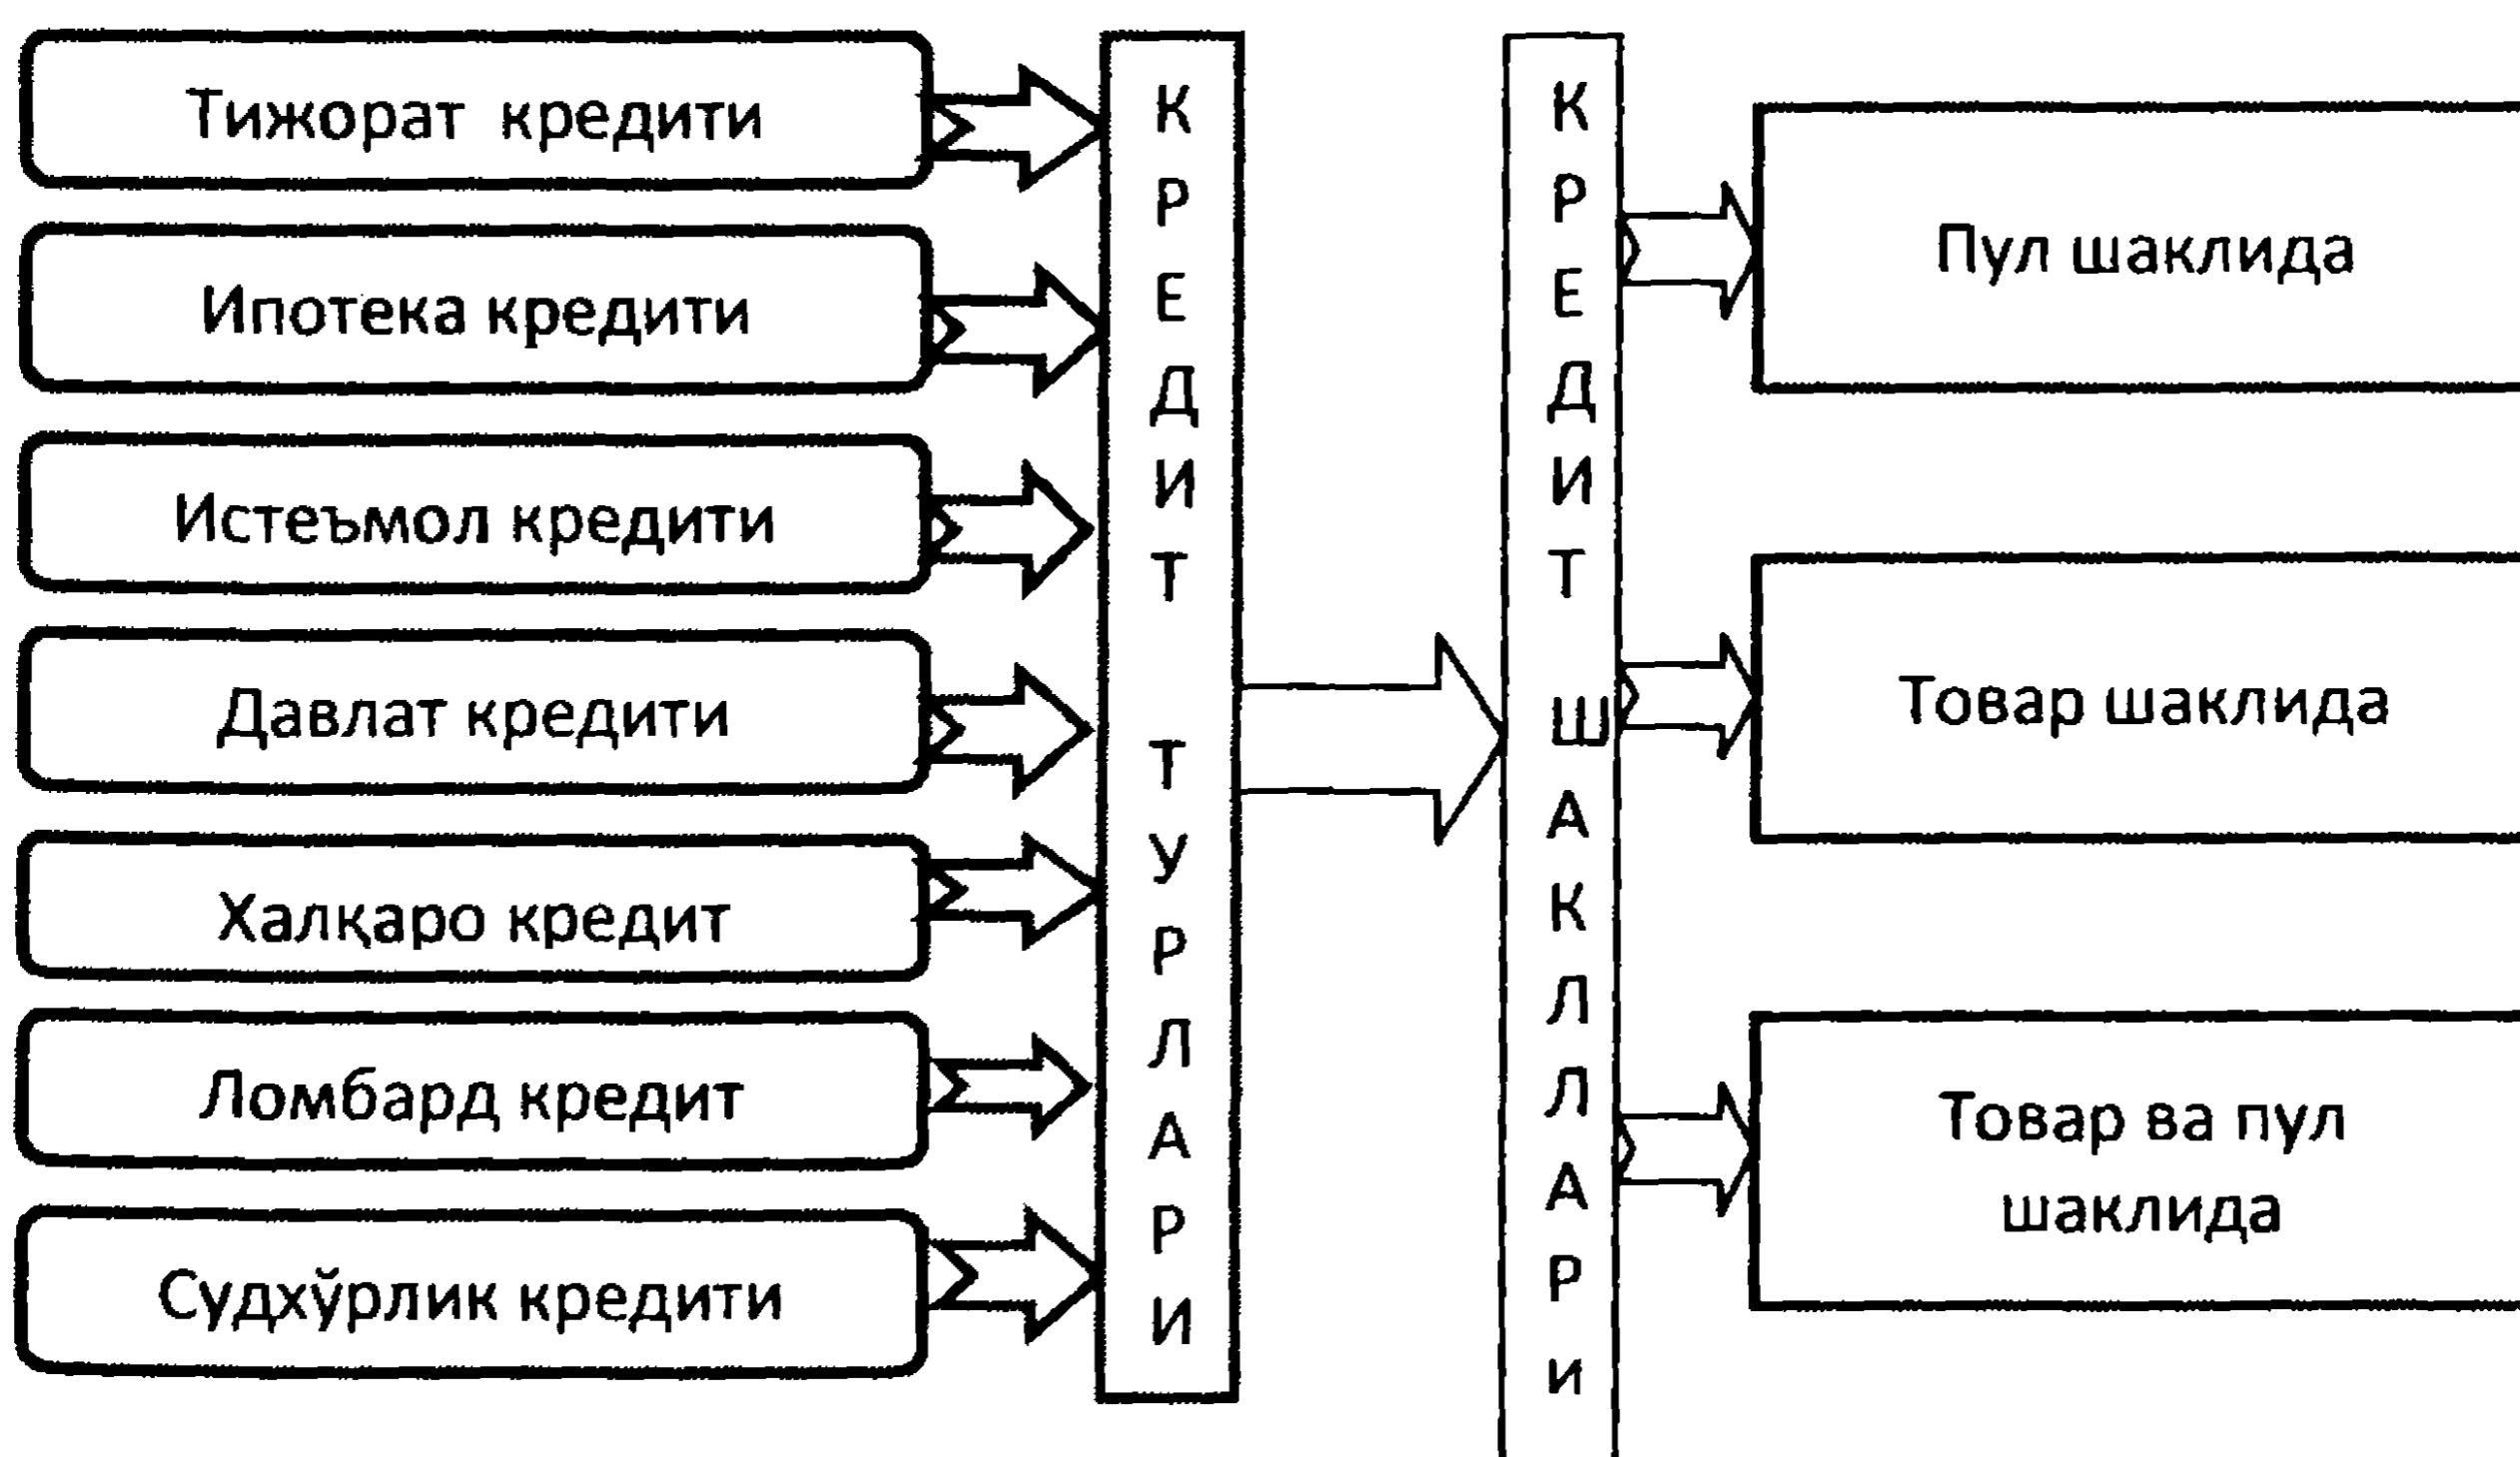 Тижорат кредити
Ипотека кредити
Истеъмол кредити
Давлат кредити
Халқаро кредит
Ломбард кредит
Судхўрлик кредити
КРЕДИТ ТУРЛАРИ
КРЕДИТ ШАКЛЛАРИ
Пул шаклида
Товар шаклида
Товар ва пул
шаклида